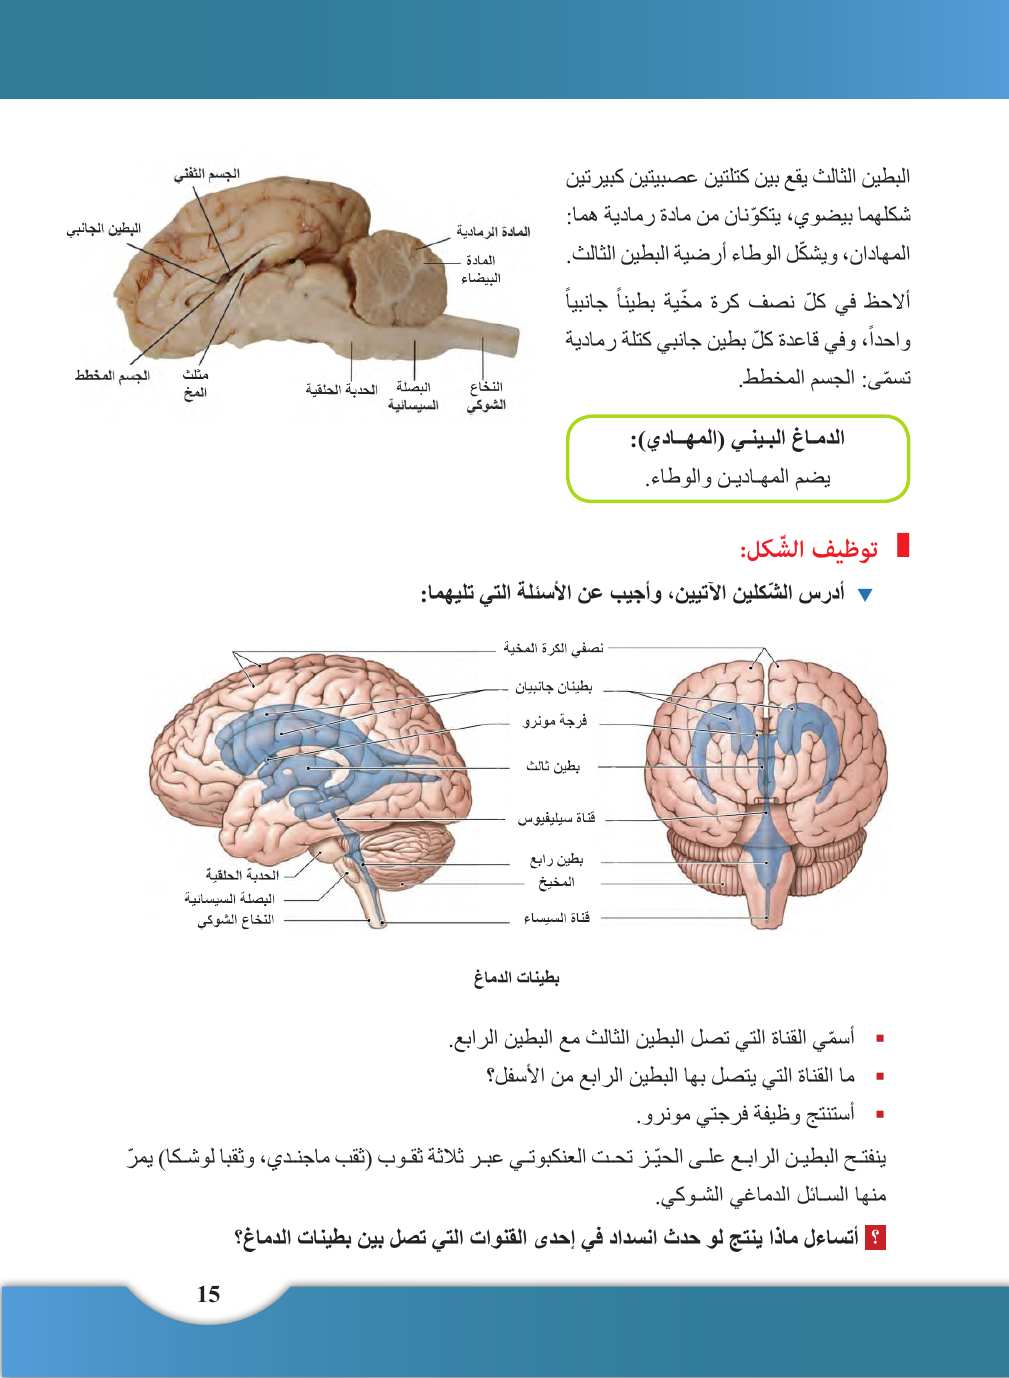 البطين الثالث يقع بين كتلتين عصبيتين كبيرتين
شكلهما بيضوي، يتكوّنان من مادة رمادية هما:
المهادان، ويشكّل الوطاء أرضية البطين الثالث.
ألاحظ في كلّ نصف كرة مخّية بطيناً جانبياً
واحداً، وفي قاعدة كلّ بطين جانبي كتلة رمادية
تسمّى: الجسم المخطط.
الجسم الثفني
البطين الجانبي
المادة الرمادية
المادة
البيضاء
الجسم المخطط
مثلث
المخ
الحدبة الحلقية
البصلة
السيسائية
النخاع
الشوكي
الدماغ البيني (المهادي):
يضم المهادين والوطاء.
توظيف الشّكل:
أدرس الشّكلين الآتيين، وأجيب عن الأسئلة التي تليهما:
نصفي الكرة المخية
بطينان جانبيان
فرجة مونرو
بطين ثالث
قناة سيلفيوس
بطين رابع
المخيخ
قناة السيساء
الحدبة الحلقية
البصلة السيسائية
النخاع الشوكي
بطينات الدماغ
أسمّي القناة التي تصل البطين الثالث مع البطين الرابع.
ما القناة التي يتصل بها البطين الرابع من الأسفل؟
أستنتج وظيفة فرجتي مونرو.
ينفتح البطين الرابع على الحيّز تحت العنكبوتي عبر ثلاثة ثقوب (ثقب ماجندي، وثقبا لوشكا) يمرّ
منها السائل الدماغي الشوكي.
؟ أتساءل ماذا ينتج لو حدث انسداد في إحدى القنوات التي تصل بين بطينات الدماغ؟
15